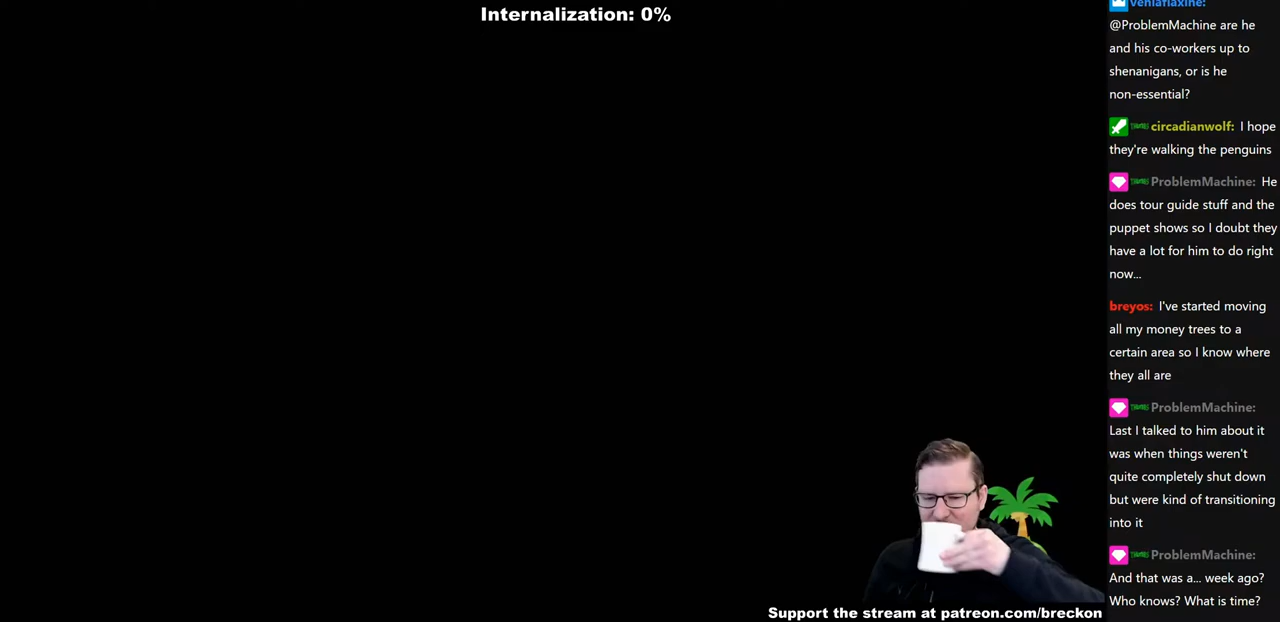 Internalization: 0%
veniaflaxine:
@ProblemMachine are he
and his co-workers up to
shenanigans, or is he
non-essential?
circadianwolf: I hope
they're walking the penguins
ProblemMachine: He
does tour guide stuff and the
puppet shows so I doubt they
have a lot for him to do right
now...
breyos: I've started moving
all my money trees to a
certain area so I know where
they all are
ProblemMachine:
Last I talked to him about it
was when things weren't
quite completely shut down
but were kind of transitioning
into it
ProblemMachine:
And that was a... week ago?
Who knows? What is time?
Support the stream at patreon.com/breckon